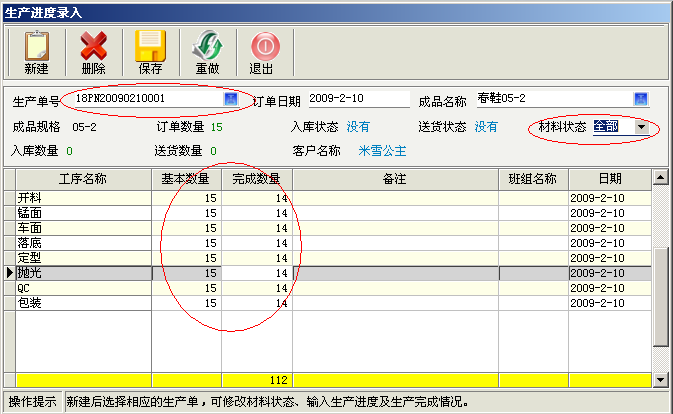 生产进度录入
新建 删除 保存 重做 退出
生产单号 18PN20090210001 订单日期 2009-2-10 成品名称 春鞋05-2
成品规格 05-2 订单数量 15 入库状态 没有 送货状态 没有 材料状态 全部
入库数量 0 送货数量 0 客户名称 米雪公主
工序名称 基本数量 完成数量 备注 班组名称 日期
开料 15 14 2009-2-10
锰面 15 14 2009-2-10
车面 15 14 2009-2-10
落底 15 14 2009-2-10
定型 15 14 2009-2-10
抛光 15 14 2009-2-10
QC 15 14 2009-2-10
包装 15 14 2009-2-10
112
操作提示 新建后选择相应的生产单，可修改材料状态、输入生产进度及生产完成情况。